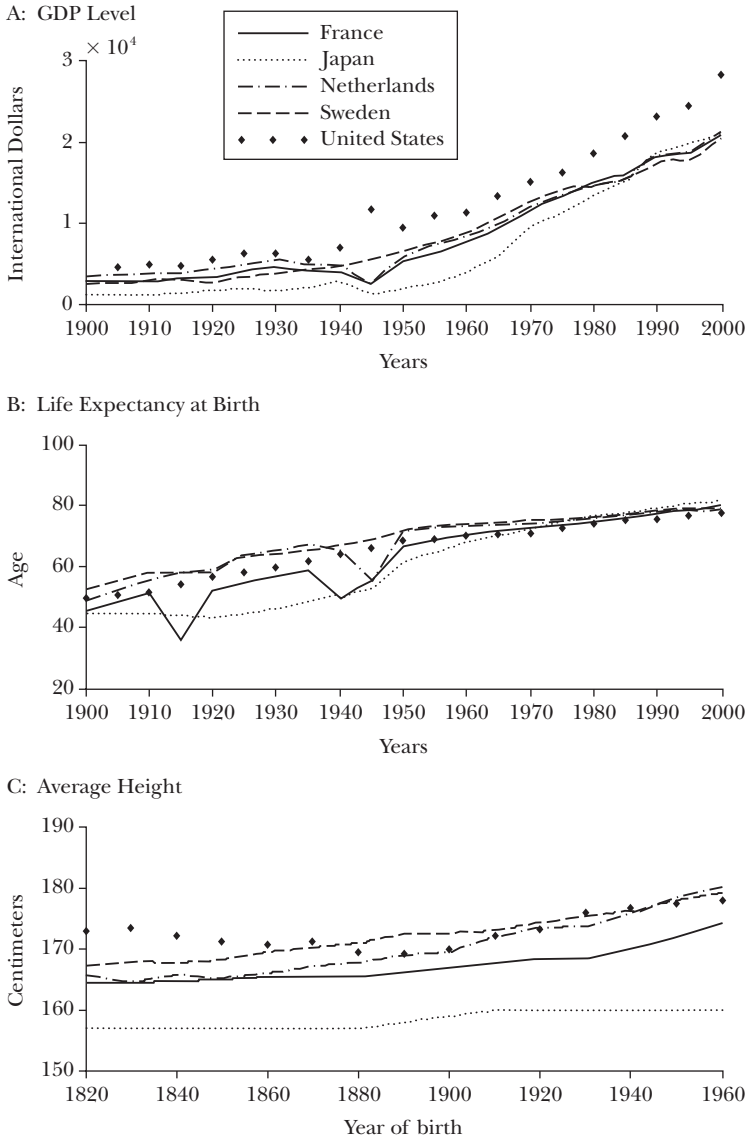 A: GDP Level
× 10⁴
International Dollars
3
2
1
0
1900 1910 1920 1930 1940 1950 1960 1970 1980 1990 2000
Years
France
Japan
Netherlands
Sweden
United States
B: Life Expectancy at Birth
Age
100
80
60
40
20
1900 1910 1920 1930 1940 1950 1960 1970 1980 1990 2000
Years
C: Average Height
Centimeters
190
180
170
160
150
1820 1840 1860 1880 1900 1920 1940 1960
Year of birth